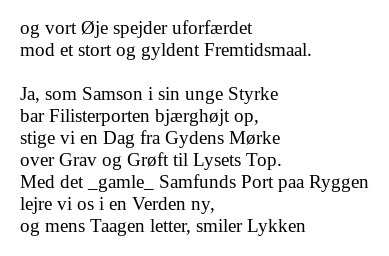 og vort Øje spejder uforfærdet
mod et stort og gyldent Fremtidsmaal.

Ja, som Samson i sin unge Styrke
bar Filisterporten bjærghøjt op,
stige vi en Dag fra Gydens Mørke
over Grav og Grøft til Lysets Top.
Med det _gamle_ Samfunds Port paa Ryggen
lejre vi os i en Verden ny,
og mens Taagen letter, smiler Lykken